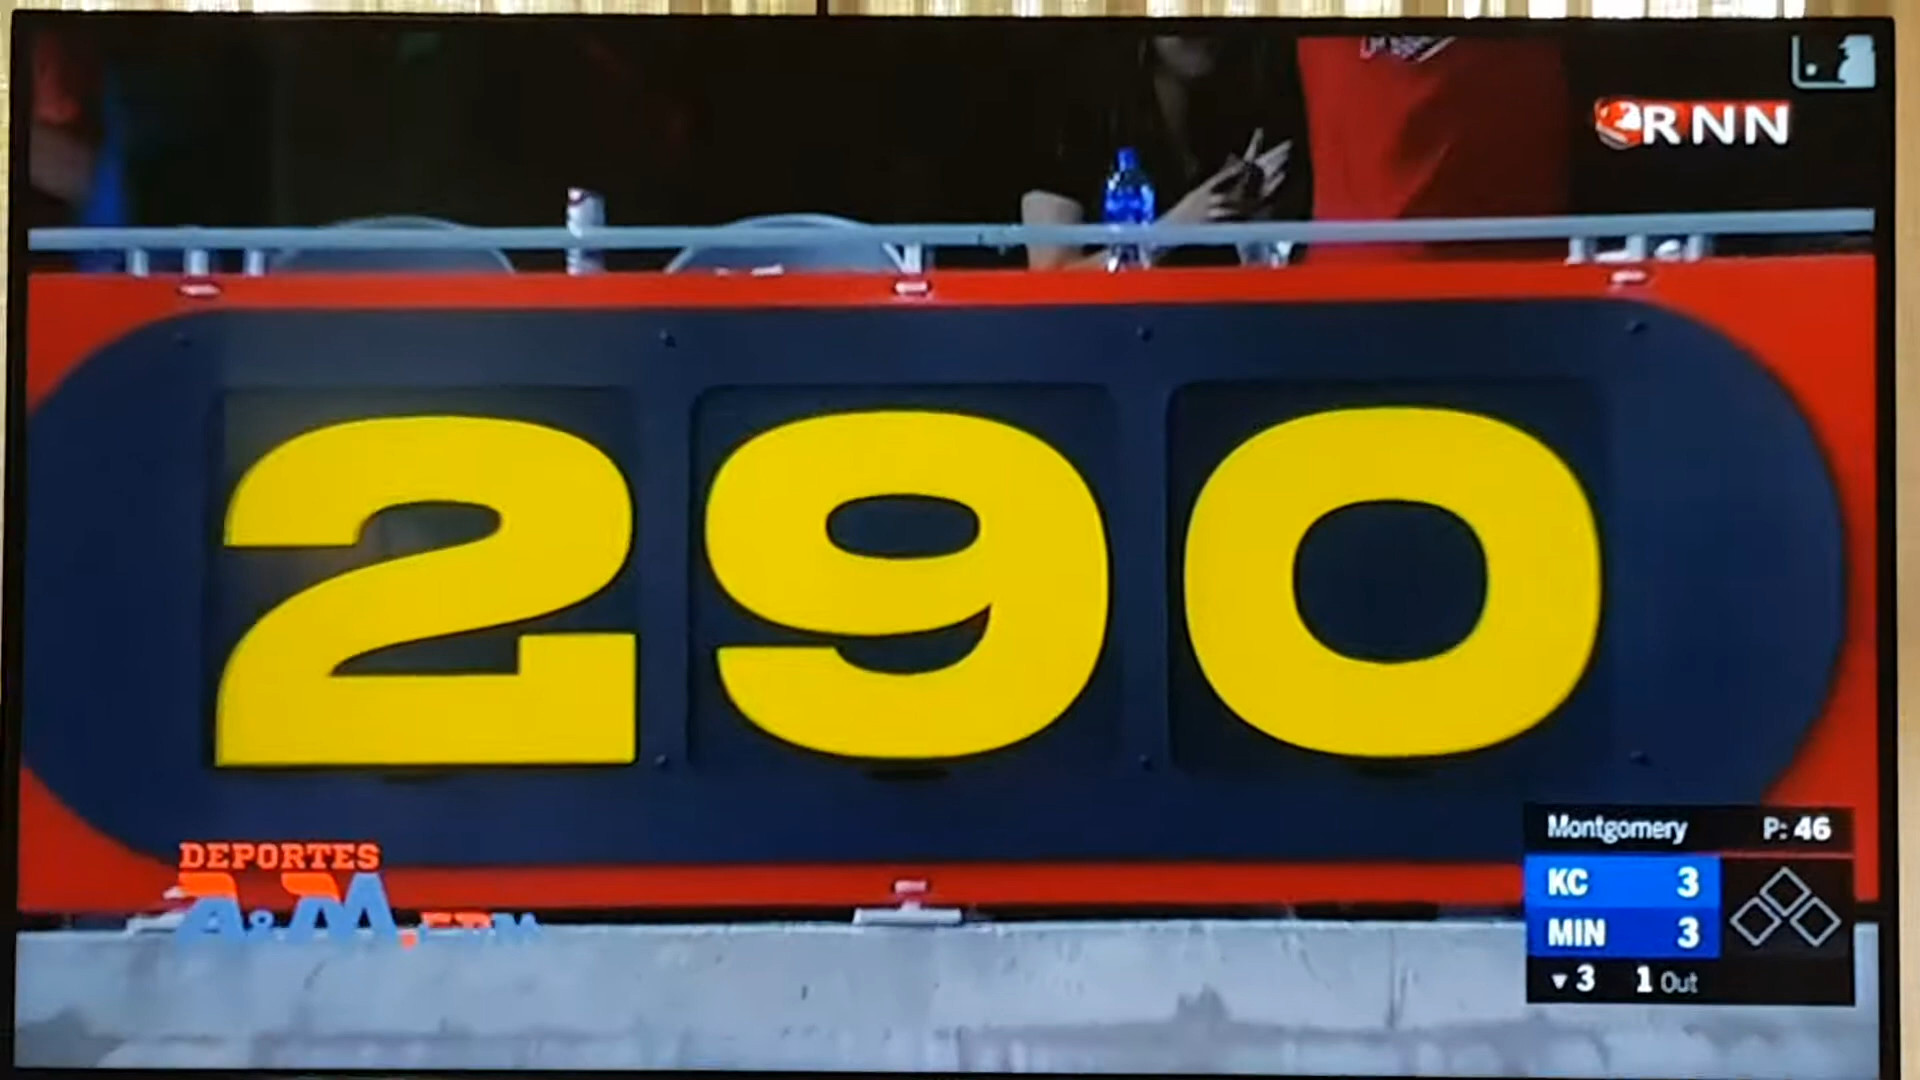 RNN
290
DEPORTES
A&M
Montgomery P: 46
KC 3
MIN 3
▼ 3 1 Out